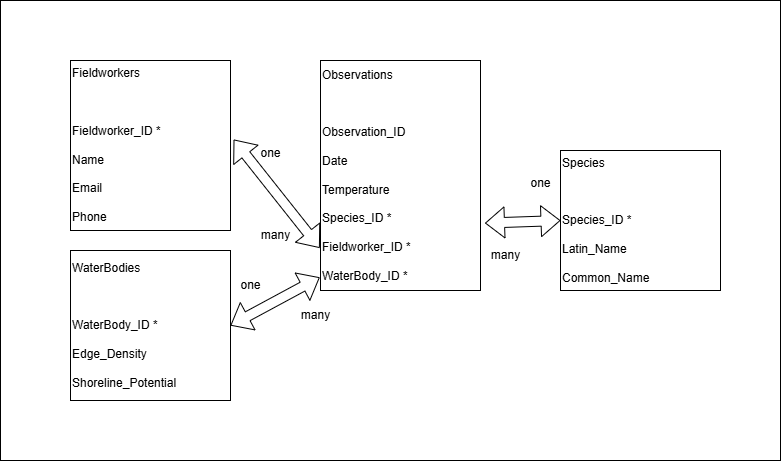 Fieldworkers
Fieldworker_ID *
Name
Email
Phone
WaterBodies
WaterBody_ID *
Edge_Density
Shoreline_Potential
one
many
one
many
Observations
Observation_ID
Date
Temperature
Species_ID *
Fieldworker_ID *
WaterBody_ID *
one
many
Species
Species_ID *
Latin_Name
Common_Name